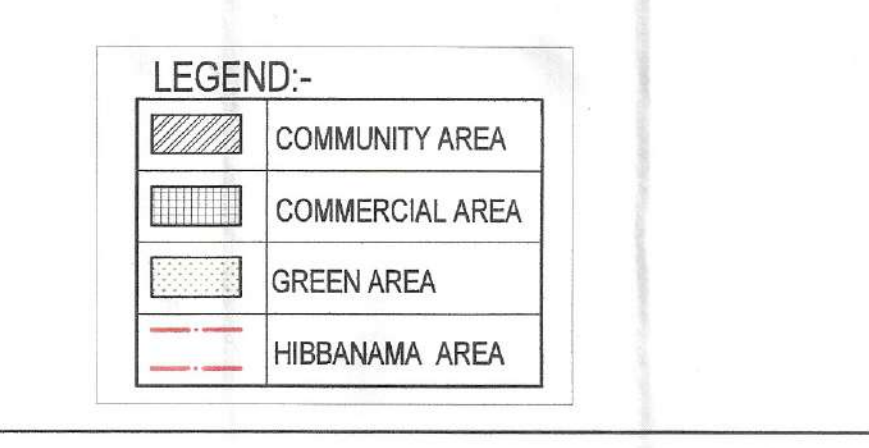 LEGEND:-
COMMUNITY AREA
COMMERCIAL AREA
GREEN AREA
HIBBANAMA AREA